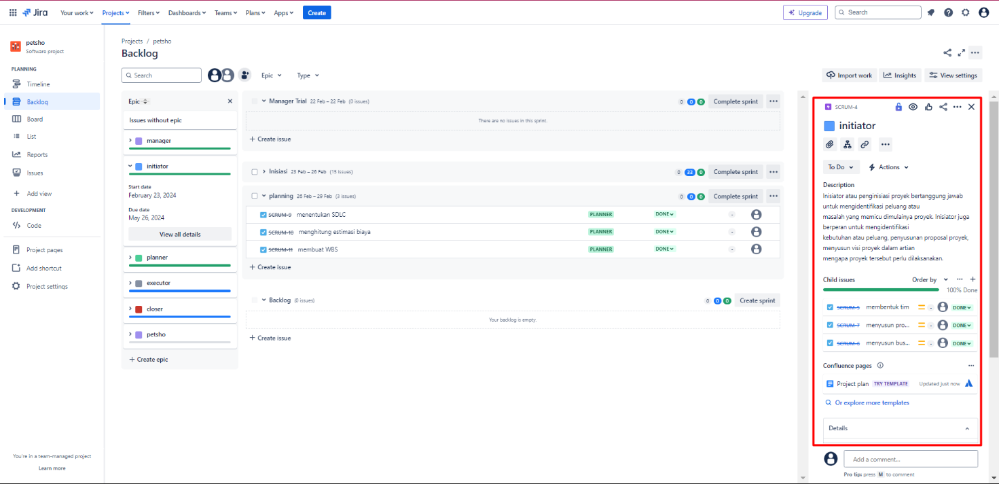 Jira
Your work
Projects
Filters
Dashboards
Teams
Plans
Apps
Create
Upgrade
Search
petsho
Software project
PLANNING
Timeline
Backlog
Board
List
Reports
Issues
Add view
DEVELOPMENT
Code
Project pages
Add shortcut
Project settings
You're in a team-managed project
Learn more
Projects / petsho
Backlog
Search
Epic
Type
Import work
Insights
View settings
Epic
Issues without epic
manager
initiator
Start date
February 23, 2024
Due date
May 26, 2024
View all details
planner
executor
closer
petsho
+ Create epic
Manager Trial 22 Feb – 22 Feb (0 issues)
0 0 0 Complete sprint
There are no issues in this sprint.
+ Create issue
Inisiasi 23 Feb – 26 Feb (15 issues)
0 33 0 Complete sprint
planning 26 Feb – 29 Feb (3 issues)
0 0 0 Complete sprint
SCRUM-9 menentukan SDLC PLANNER DONE -
SCRUM-10 menghitung estimasi biaya PLANNER DONE -
SCRUM-11 membuat WBS PLANNER DONE -
+ Create issue
Backlog (0 issues)
0 0 0 Create sprint
Your backlog is empty.
+ Create issue
SCRUM-4
initiator
To Do
Actions
Description
Inisiator atau penginisiasi proyek bertanggung jawab
untuk mengidentifikasi peluang atau
masalah yang memicu dimulainya proyek. Inisiator juga
berperan untuk mengidentifikasi
kebutuhan atau peluang, penyusunan proposal proyek,
menyusun visi proyek dalam artian
mengapa proyek tersebut perlu dilaksanakan.
Child issues
Order by
100% Done
SCRUM-5 membentuk tim - DONE
SCRUM-7 menyusun pro... - DONE
SCRUM-6 menyusun bus... - DONE
Confluence pages
Project plan TRY TEMPLATE Updated just now
Or explore more templates
Details
Add a comment...
Pro tip: press M to comment